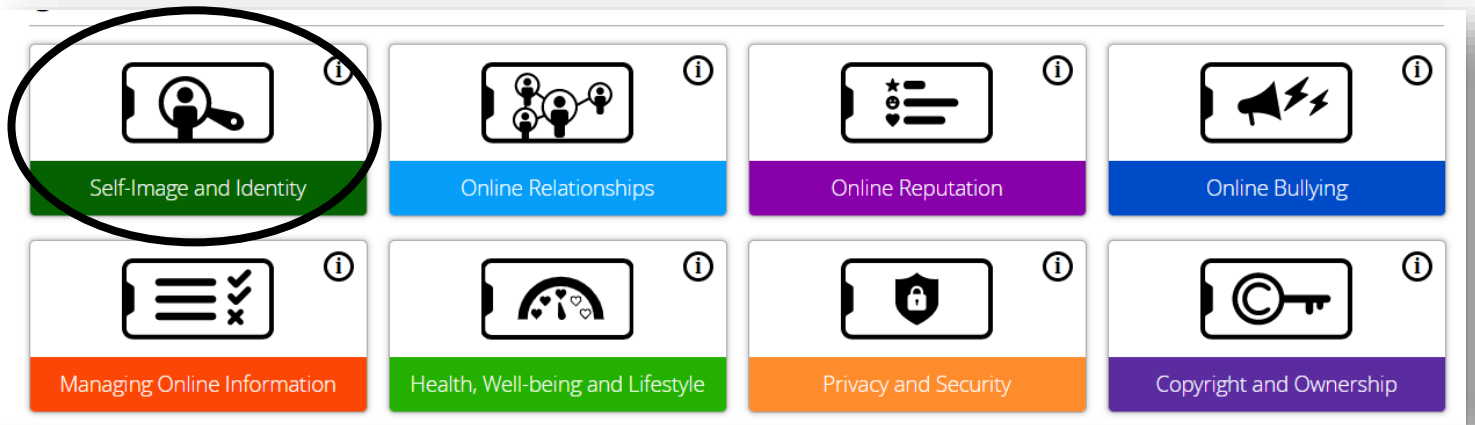 Self-Image and Identity
Online Relationships
Online Reputation
Online Bullying
Managing Online Information
Health, Well-being and Lifestyle
Privacy and Security
Copyright and Ownership